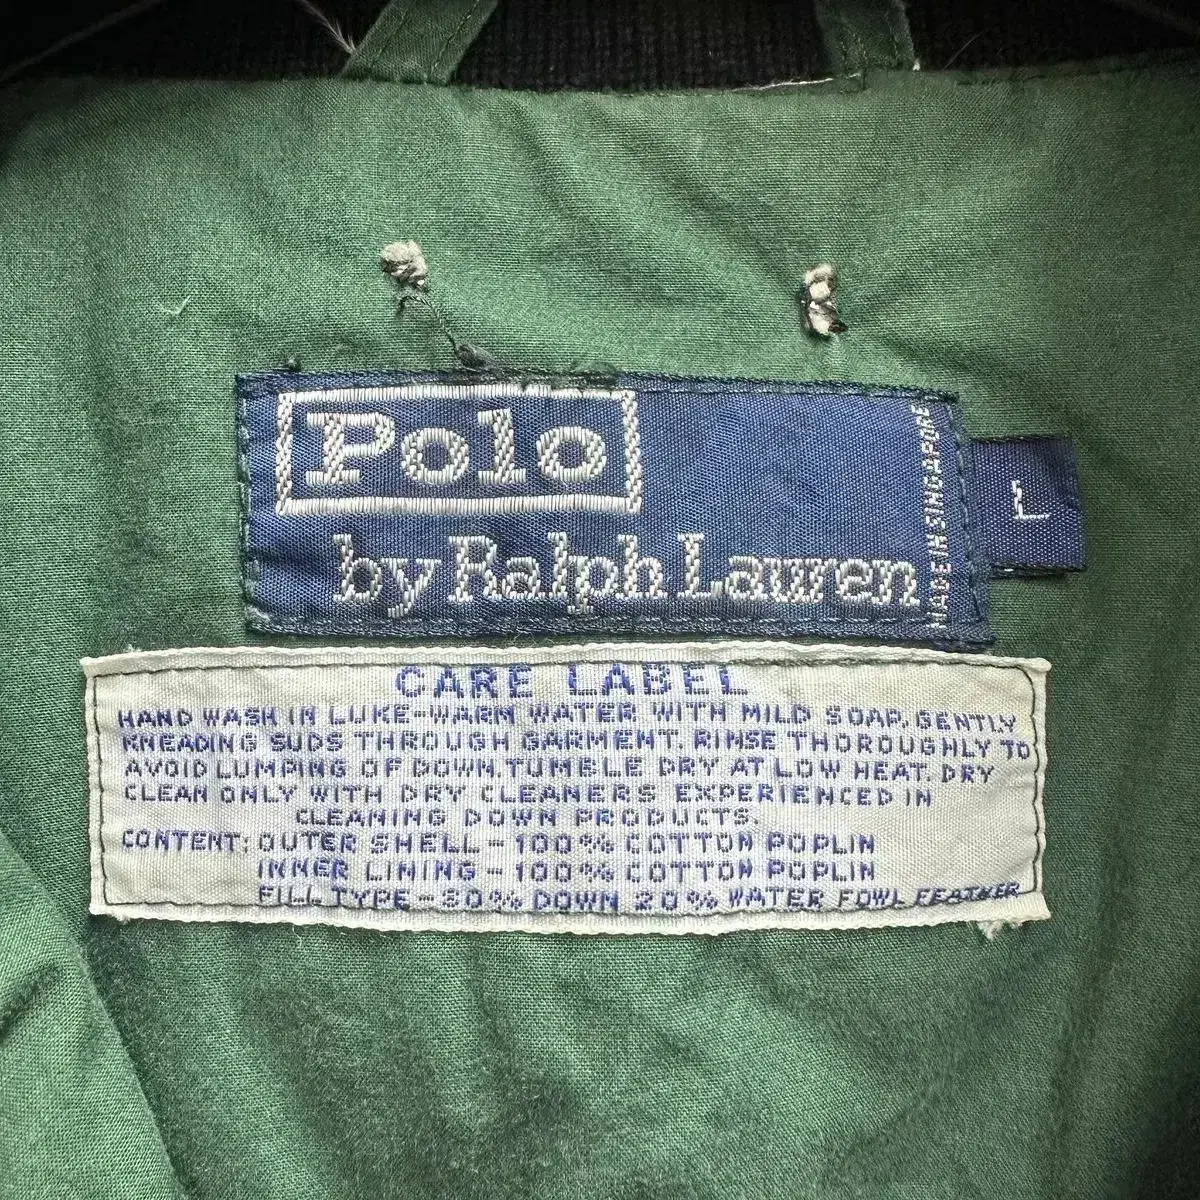 Polo
by Ralph Lauren
MADE IN SINGAPORE
L
CARE LABEL
HAND WASH IN LUKE-WARM WATER WITH MILD SOAP. GENTLY
KNEADING SUDS THROUGH GARMENT. RINSE THOROUGHLY TO
AVOID LUMPING OF DOWN. TUMBLE DRY AT LOW HEAT. DRY
CLEAN ONLY WITH DRY CLEANERS EXPERIENCED IN
CLEANING DOWN PRODUCTS.
CONTENT: OUTER SHELL - 100% COTTON POPLIN
INNER LINING - 100% COTTON POPLIN
FILL TYPE - 80% DOWN 20% WATER FOWL FEATHER